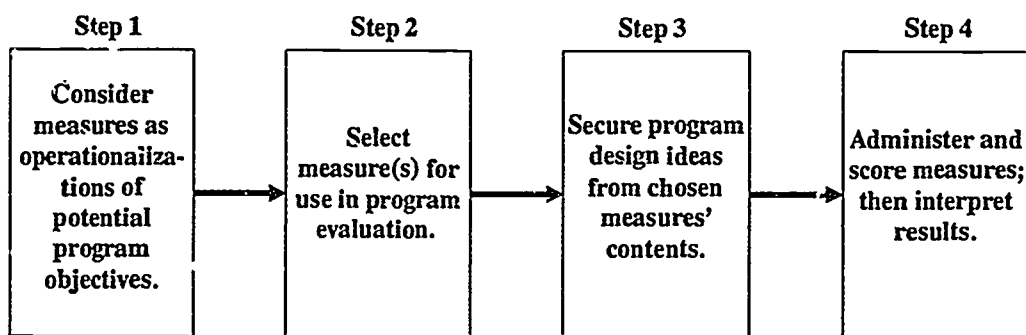 Step 1
Step 2
Step 3
Step 4
Consider
measures as
operationaliza-
tions of
potential
program
objectives.
Select
measure(s) for
use in program
evaluation.
Secure program
design ideas
from chosen
measures'
contents.
Administer and
score measures;
then interpret
results.